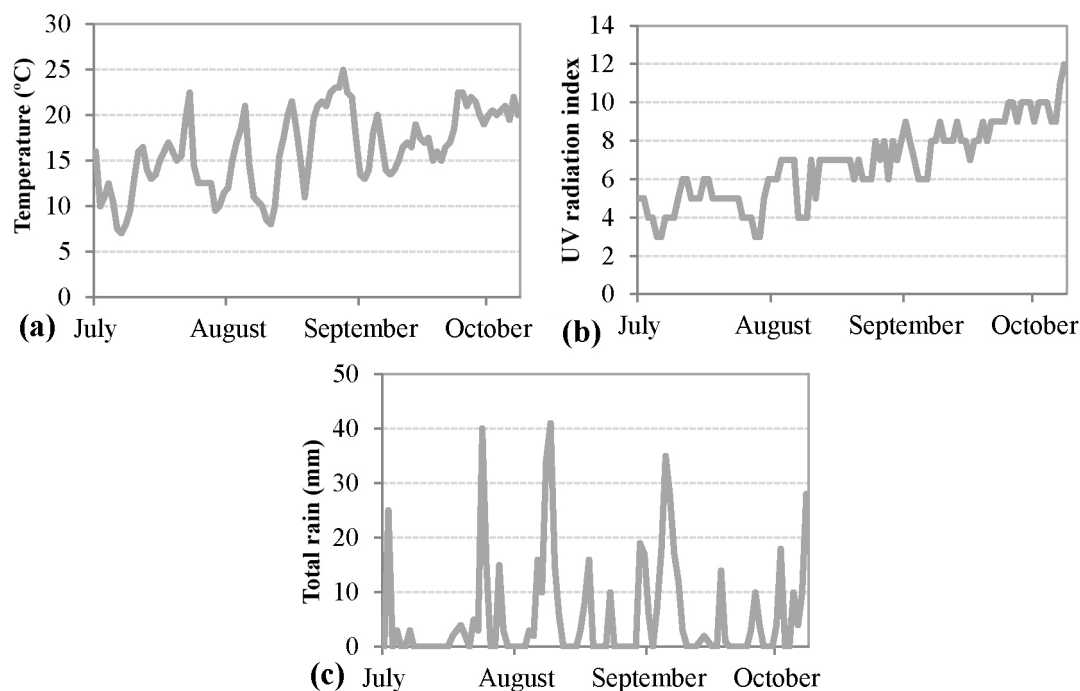 Temperature (ºC)
30
25
20
15
10
5
0
July
August
September
October
(a)
UV radiation index
14
12
10
8
6
4
2
0
July
August
September
October
(b)
Total rain (mm)
50
40
30
20
10
0
July
August
September
October
(c)